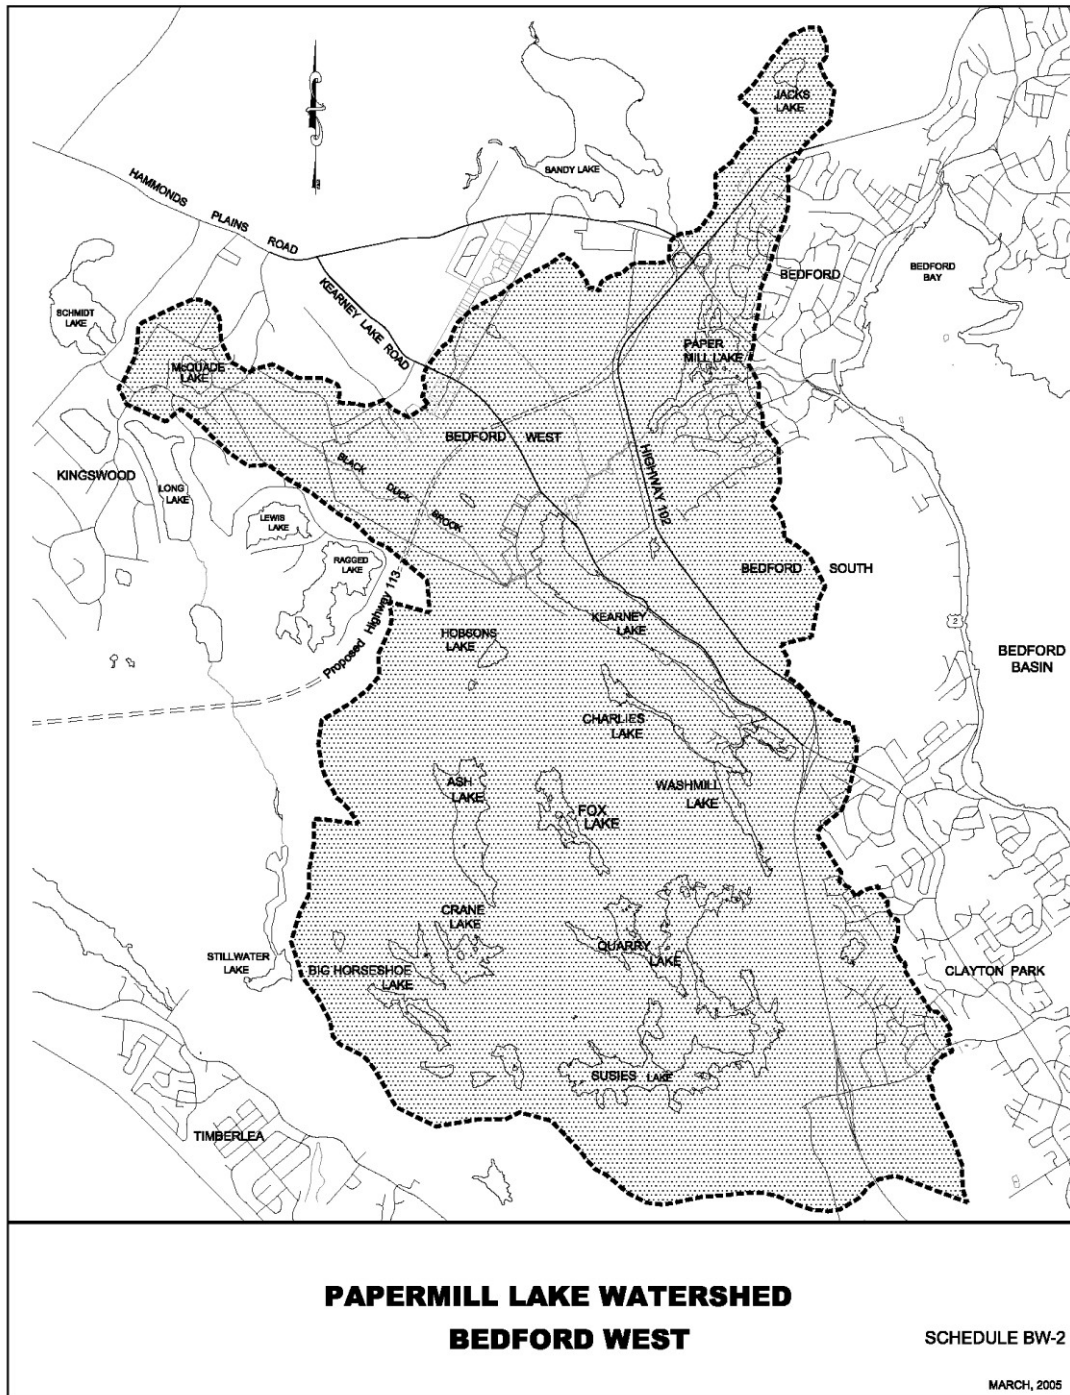 JACKS
LAKE
SANDY LAKE
HAMMONDS PLAINS ROAD
BEDFORD
BEDFORD
BAY
KEARNEY LAKE ROAD
SCHMIDT
LAKE
PAPER
MILL LAKE
McQUADE
LAKE
BEDFORD WEST
HIGHWAY 102
BLACK DUCK BROOK
KINGSWOOD
LONG
LAKE
LEWIS
LAKE
RAGGED
LAKE
Proposed Highway 113
BEDFORD SOUTH
KEARNEY
LAKE
HOBSONS
LAKE
2
BEDFORD
BASIN
CHARLIES
LAKE
ASH
LAKE
WASHMILL
LAKE
FOX
LAKE
CRANE
LAKE
QUARRY
LAKE
STILLWATER
LAKE
BIG HORSESHOE
LAKE
CLAYTON PARK
SUSIES LAKE
TIMBERLEA
PAPERMILL LAKE WATERSHED
BEDFORD WEST
SCHEDULE BW-2
MARCH, 2005